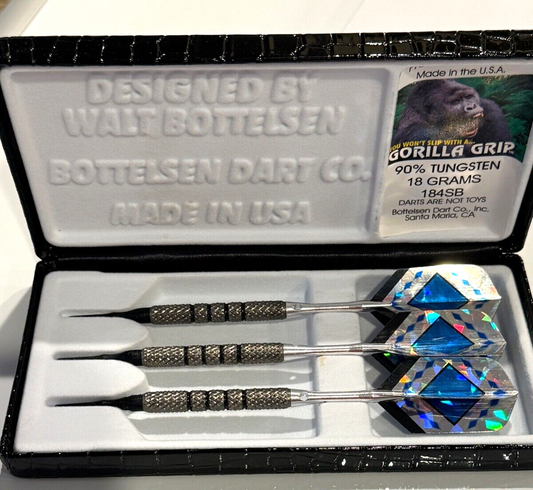 DESIGNED BY
WALT BOTTELSEN
BOTTELSEN DART CO.
MADE IN USA
Made in the U.S.A.
YOU WON'T SLIP WITH A...
GORILLA GRIP
90% TUNGSTEN
18 GRAMS
184SB
DARTS ARE NOT TOYS
Bottelsen Dart Co., Inc.
Santa Maria, CA